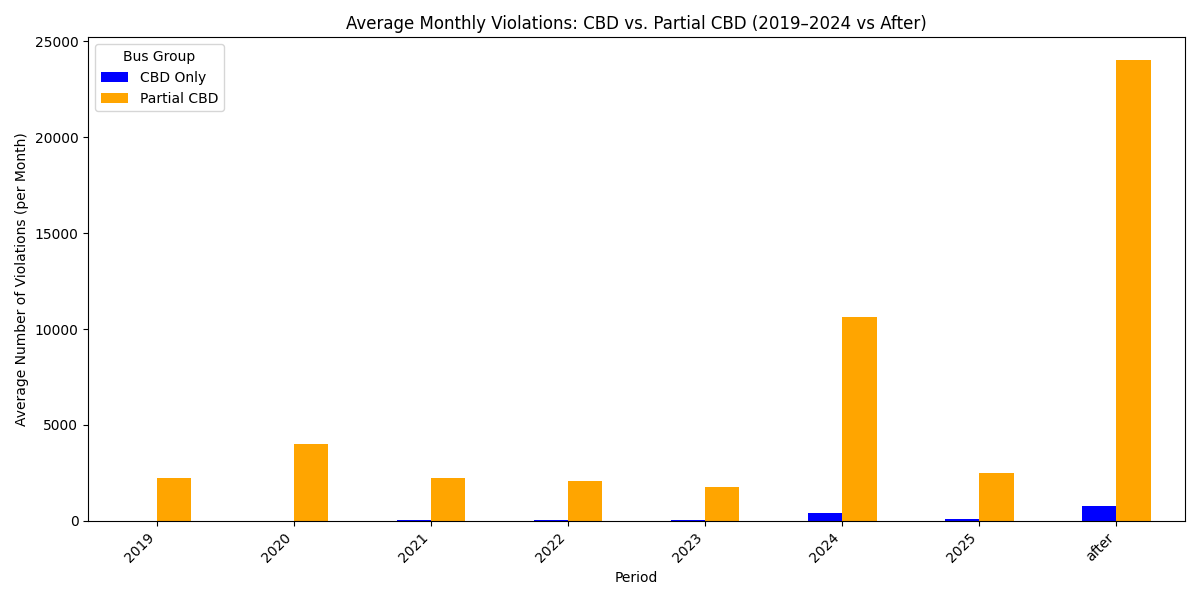 Average Monthly Violations: CBD vs. Partial CBD (2019–2024 vs After)
Bus Group
CBD Only
Partial CBD
Average Number of Violations (per Month)
25000
20000
15000
10000
5000
0
2019
2020
2021
2022
2023
2024
2025
after
Period